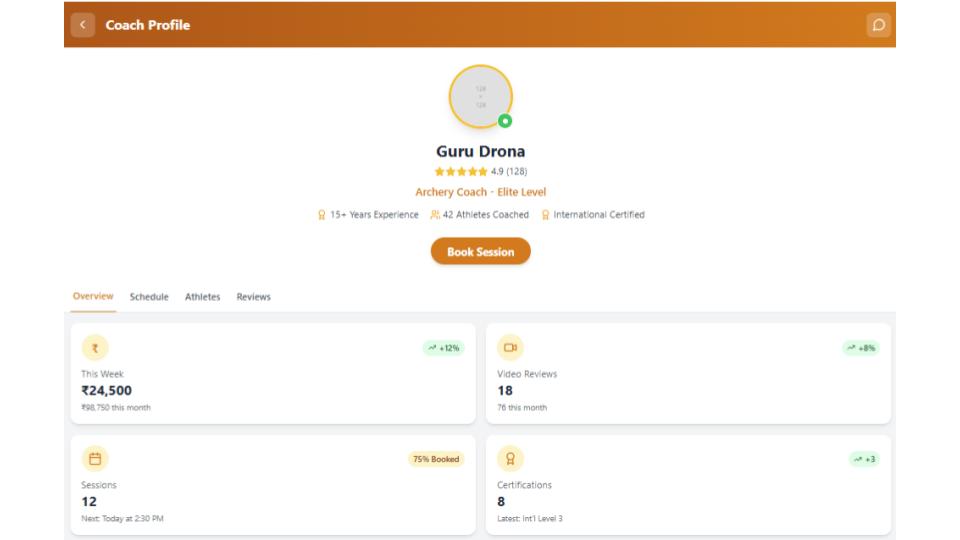 Coach Profile
128
×
128
Guru Drona
4.9 (128)
Archery Coach - Elite Level
15+ Years Experience 42 Athletes Coached International Certified
Book Session
Overview Schedule Athletes Reviews
₹ +12%
This Week
₹24,500
₹98,750 this month
+8%
Video Reviews
18
76 this month
75% Booked
Sessions
12
Next: Today at 2:30 PM
+3
Certifications
8
Latest: Int'l Level 3